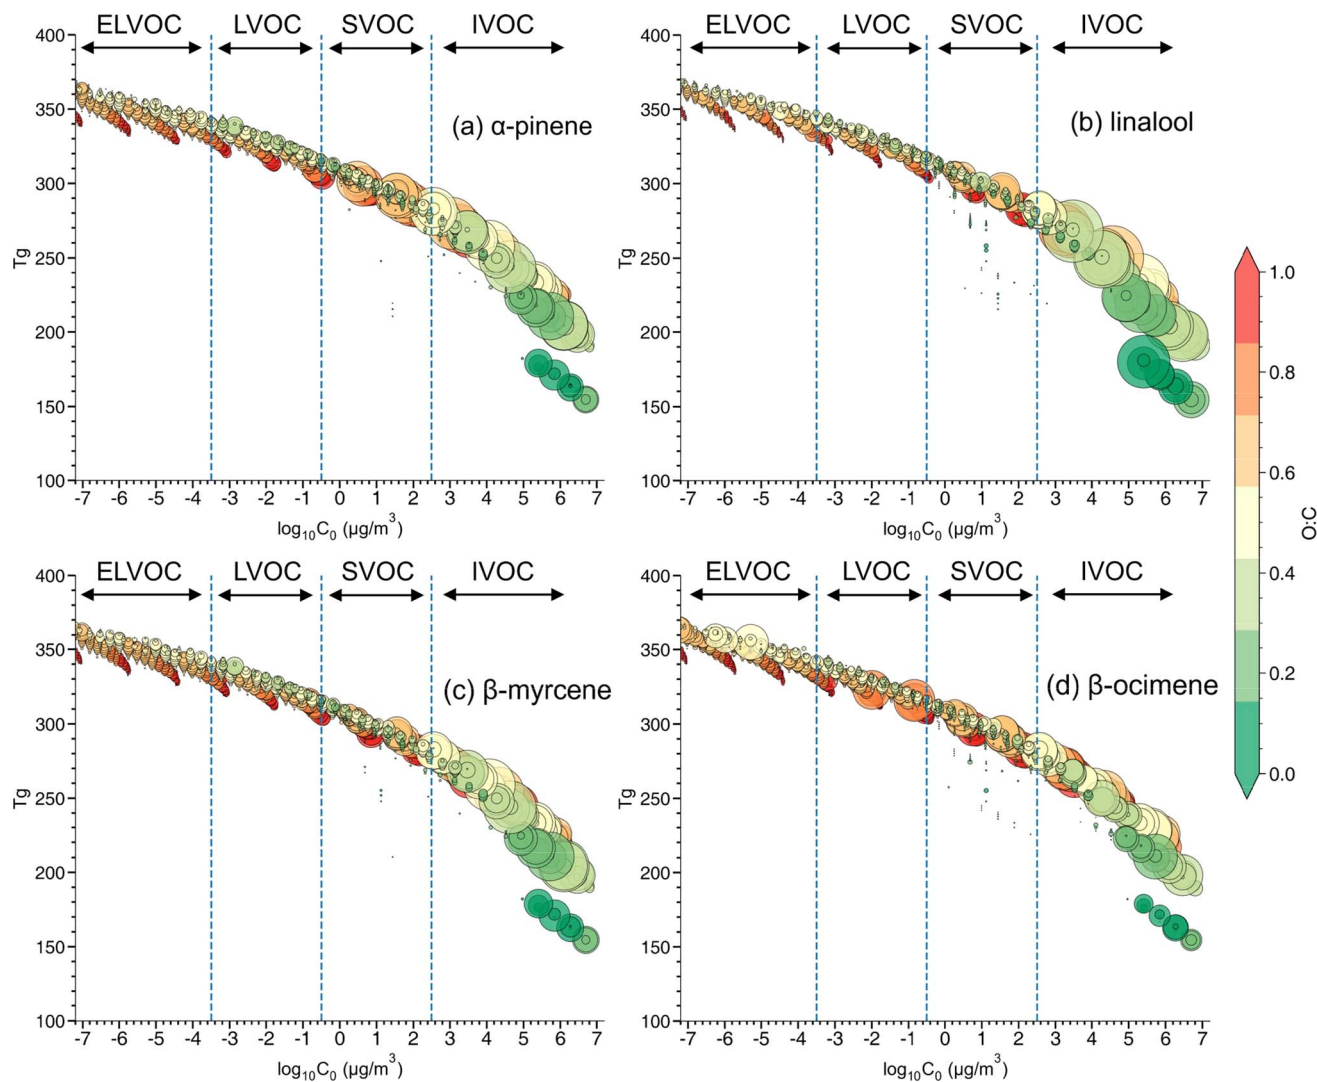 ELVOC LVOC SVOC IVOC
400
350
300
250
200
150
100
Tg
(a) α-pinene
-7 -6 -5 -4 -3 -2 -1 0 1 2 3 4 5 6 7
log₁₀C₀ (µg/m³)
ELVOC LVOC SVOC IVOC
400
350
300
250
200
150
100
Tg
(b) linalool
-7 -6 -5 -4 -3 -2 -1 0 1 2 3 4 5 6 7
log₁₀C₀ (µg/m³)
ELVOC LVOC SVOC IVOC
400
350
300
250
200
150
100
Tg
(c) β-myrcene
-7 -6 -5 -4 -3 -2 -1 0 1 2 3 4 5 6 7
log₁₀C₀ (µg/m³)
ELVOC LVOC SVOC IVOC
400
350
300
250
200
150
100
Tg
(d) β-ocimene
-7 -6 -5 -4 -3 -2 -1 0 1 2 3 4 5 6 7
log₁₀C₀ (µg/m³)
1.0
0.8
0.6
0.4
0.2
0.0
O:C